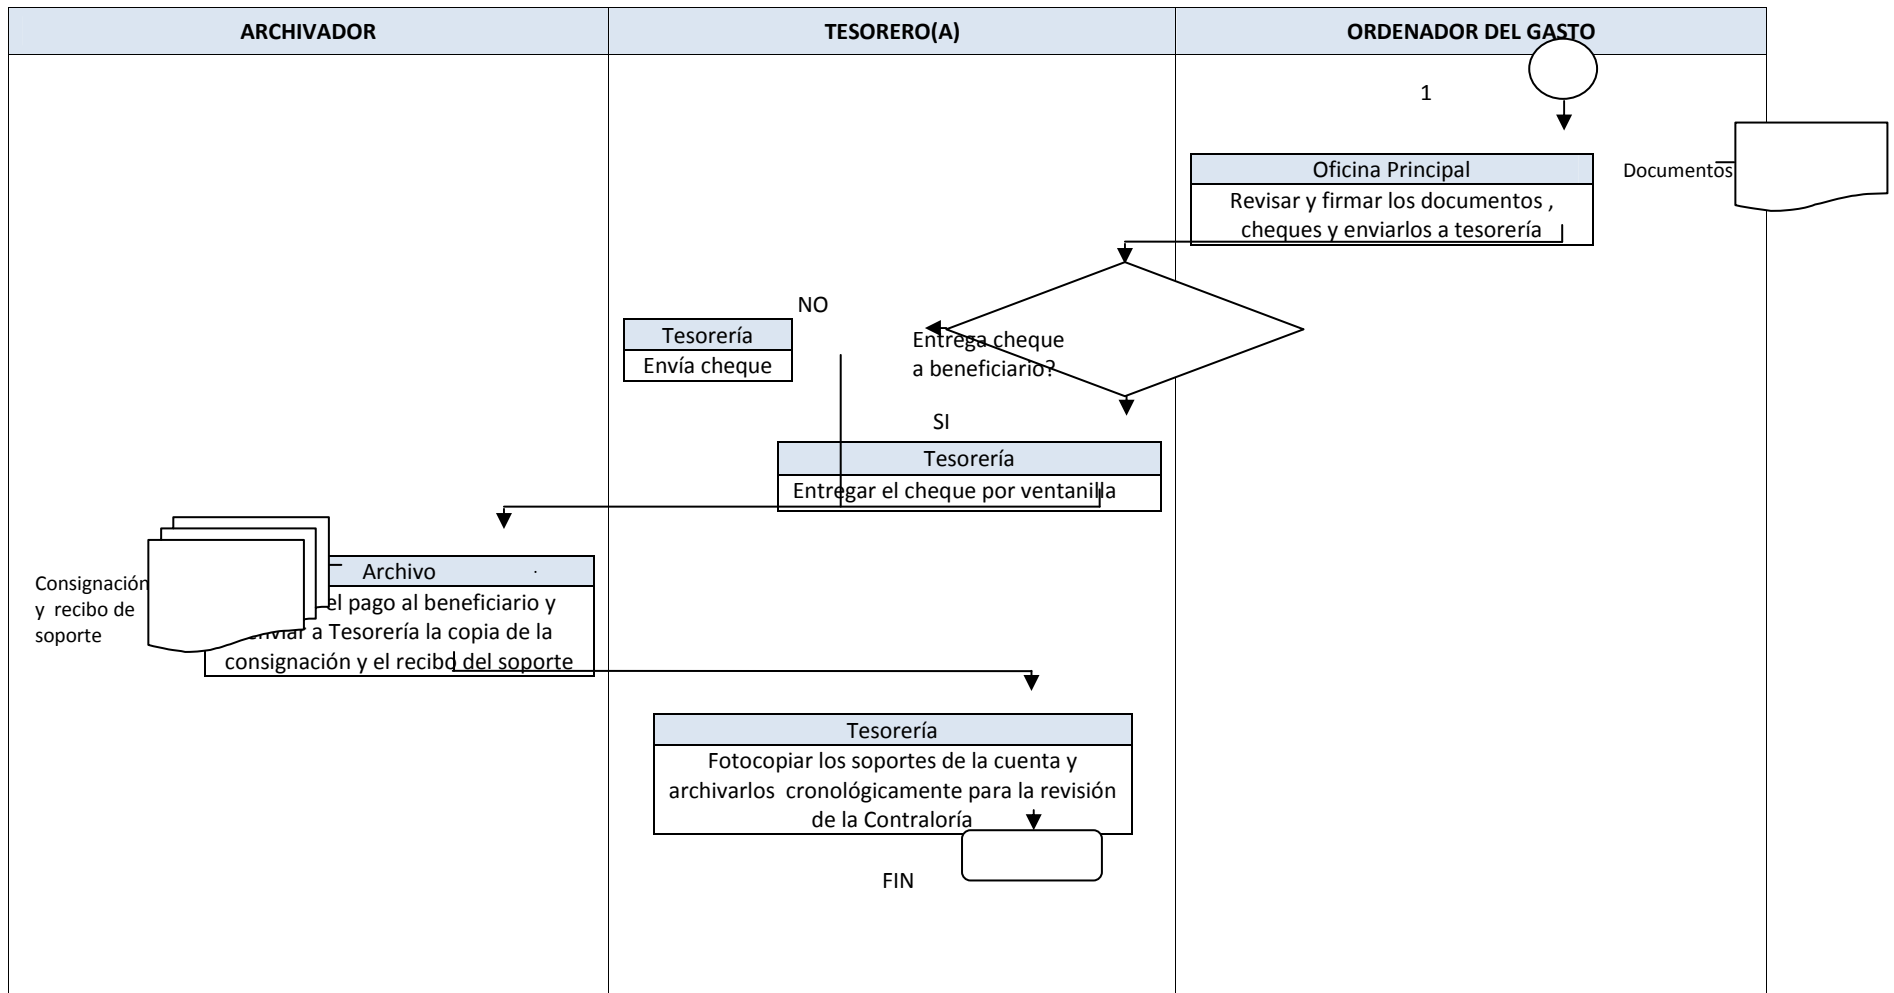 ARCHIVADOR
TESORERO(A)
ORDENADOR DEL GASTO
1
Oficina Principal
Revisar y firmar los documentos ,
cheques y enviarlos a tesorería
Documentos
NO
Tesorería
Envía cheque
Entrega cheque
a beneficiario?
SI
Tesorería
Entregar el cheque por ventanilla
Consignación
y recibo de
soporte
Archivo .
el pago al beneficiario y
a Tesorería la copia de la
consignación y el recibo del soporte
Tesorería
Fotocopiar los soportes de la cuenta y
archivarlos cronológicamente para la revisión
de la Contraloría
FIN